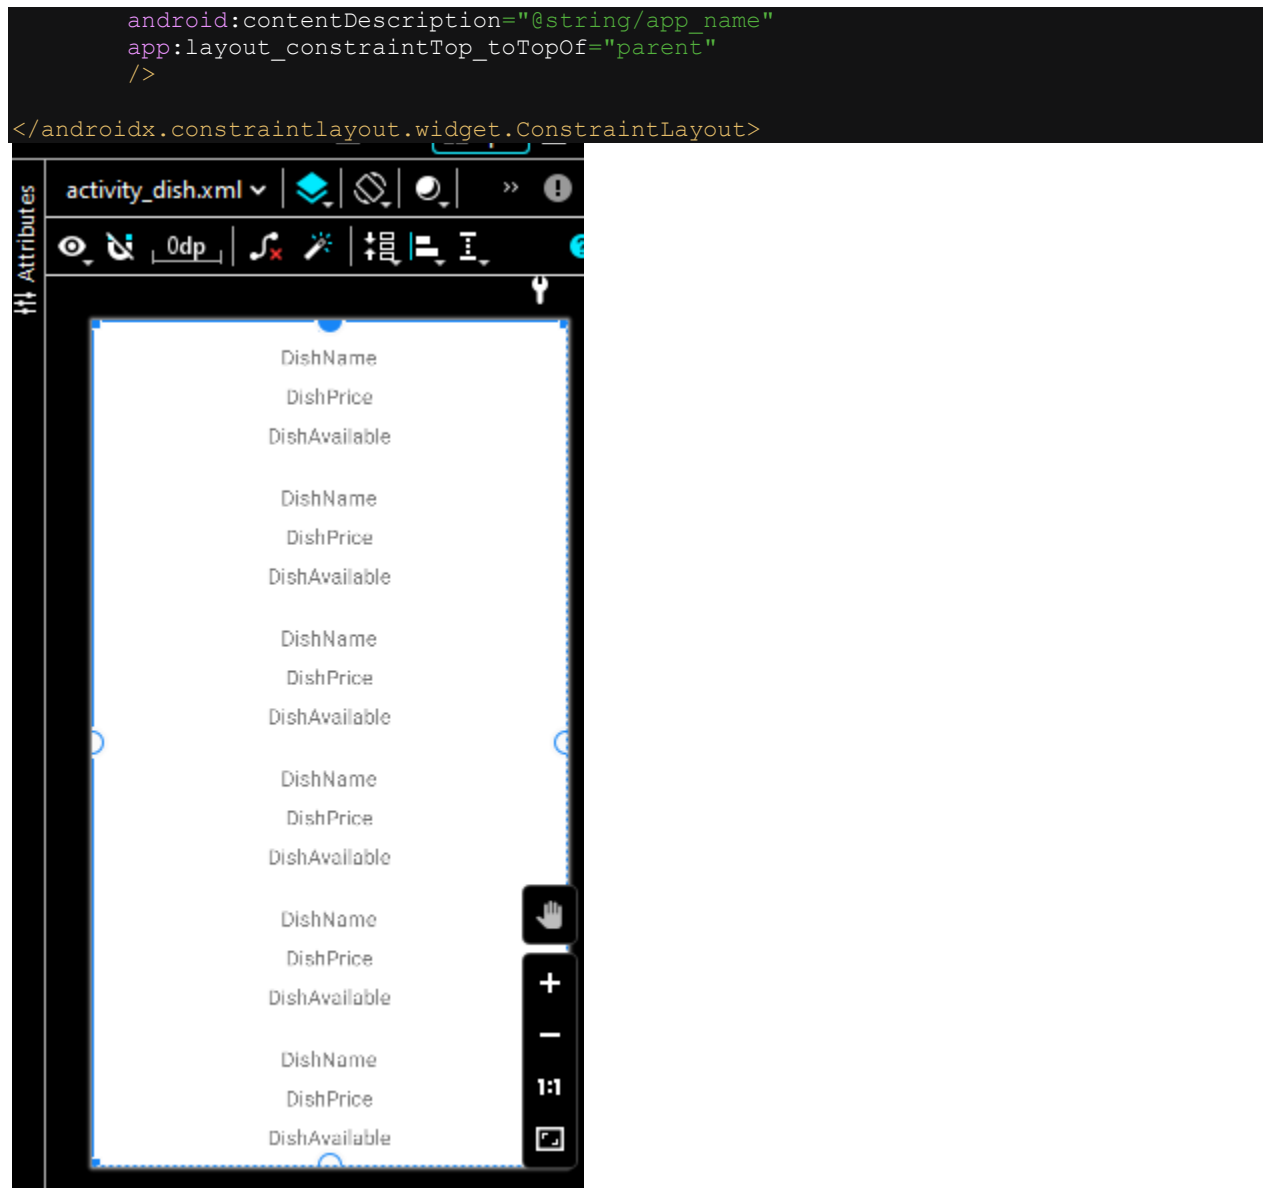 android:contentDescription="@string/app_name"
app:layout_constraintTop_toTopOf="parent"
/>
</androidx.constraintlayout.widget.ConstraintLayout>
Attributes
activity_dish.xml
0dp
DishName
DishPrice
DishAvailable
DishName
DishPrice
DishAvailable
DishName
DishPrice
DishAvailable
DishName
DishPrice
DishAvailable
DishName
DishPrice
DishAvailable
DishName
DishPrice
DishAvailable
1:1